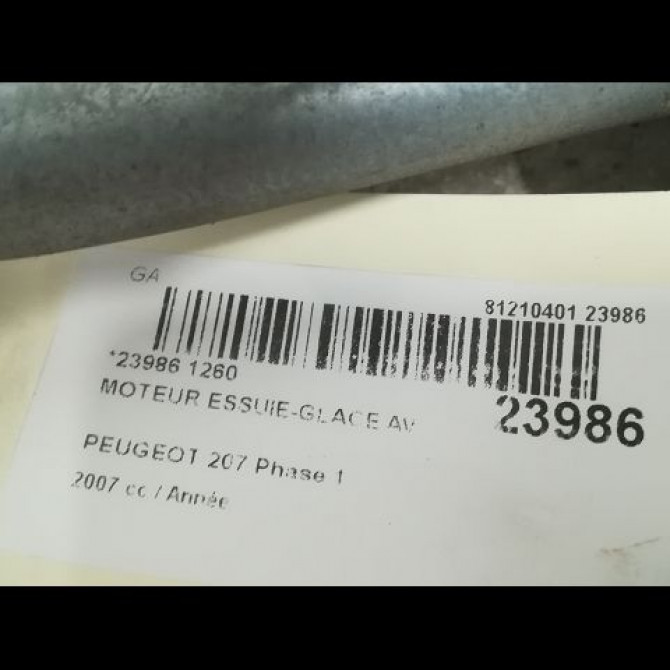 GA
81210401 23986
*23986 1260
23986
MOTEUR ESSUIE-GLACE AV
PEUGEOT 207 Phase 1
2007 cc / Année